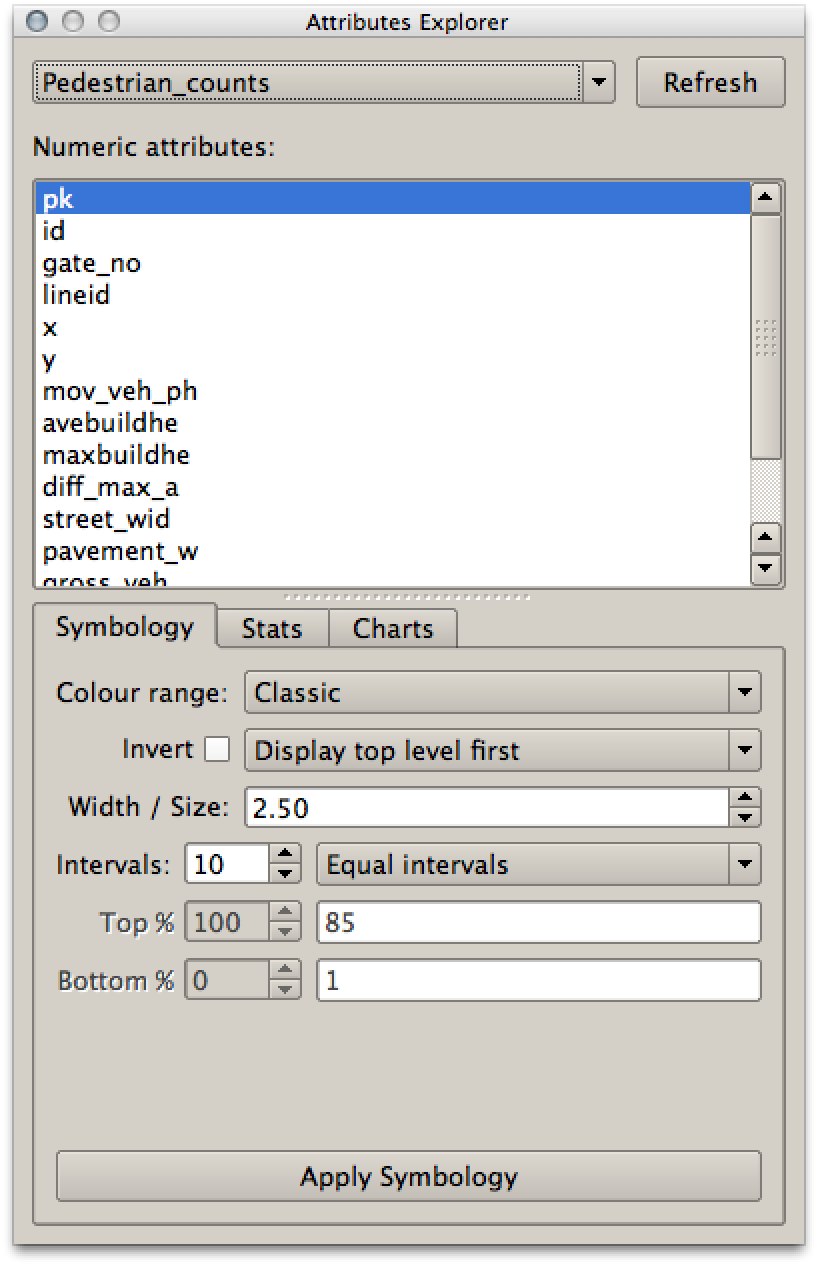 Attributes Explorer
Pedestrian_counts Refresh
Numeric attributes:
pk
id
gate_no
lineid
x
y
mov_veh_ph
avebuildhe
maxbuildhe
diff_max_a
street_wid
pavement_w
gross_veh
Symbology Stats Charts
Colour range: Classic
Invert Display top level first
Width / Size: 2.50
Intervals: 10 Equal intervals
Top % 100 85
Bottom % 0 1
Apply Symbology